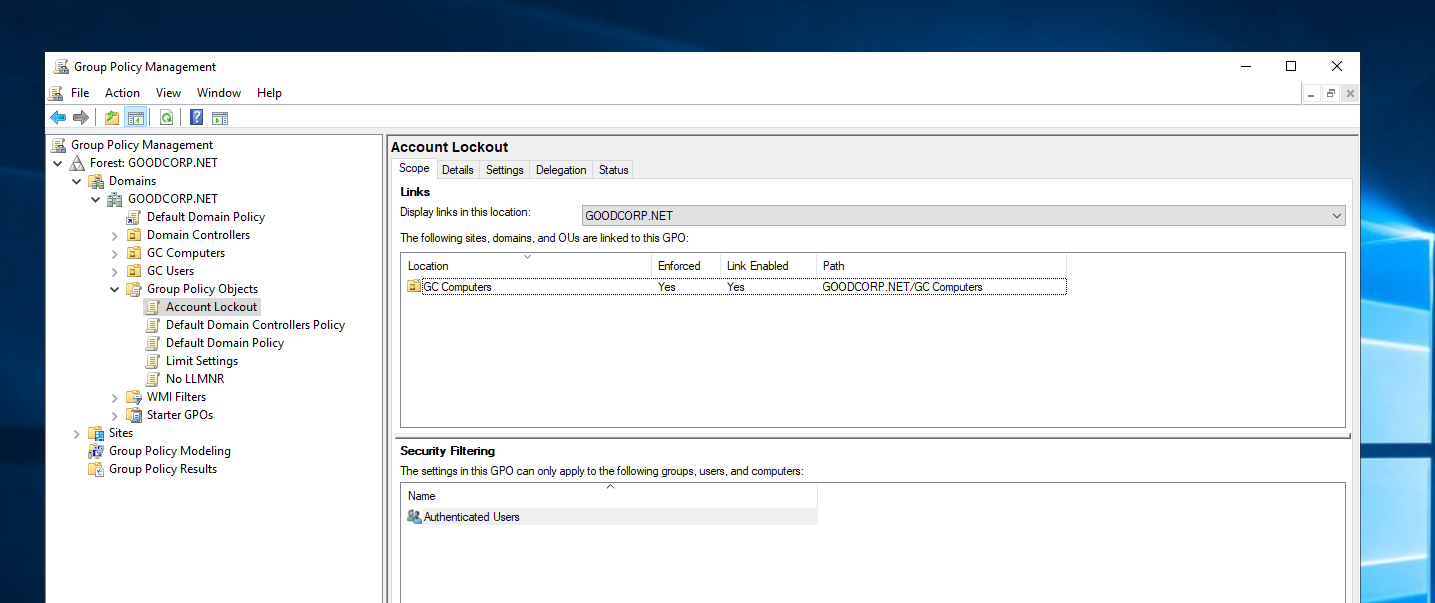 Group Policy Management
File Action View Window Help
Group Policy Management
Forest: GOODCORP.NET
Domains
GOODCORP.NET
Default Domain Policy
Domain Controllers
GC Computers
GC Users
Group Policy Objects
Account Lockout
Default Domain Controllers Policy
Default Domain Policy
Limit Settings
No LLMNR
WMI Filters
Starter GPOs
Sites
Group Policy Modeling
Group Policy Results
Account Lockout
Scope Details Settings Delegation Status
Links
Display links in this location: GOODCORP.NET
The following sites, domains, and OUs are linked to this GPO:
Location Enforced Link Enabled Path
GC Computers Yes Yes GOODCORP.NET/GC Computers
Security Filtering
The settings in this GPO can only apply to the following groups, users, and computers:
Name
Authenticated Users